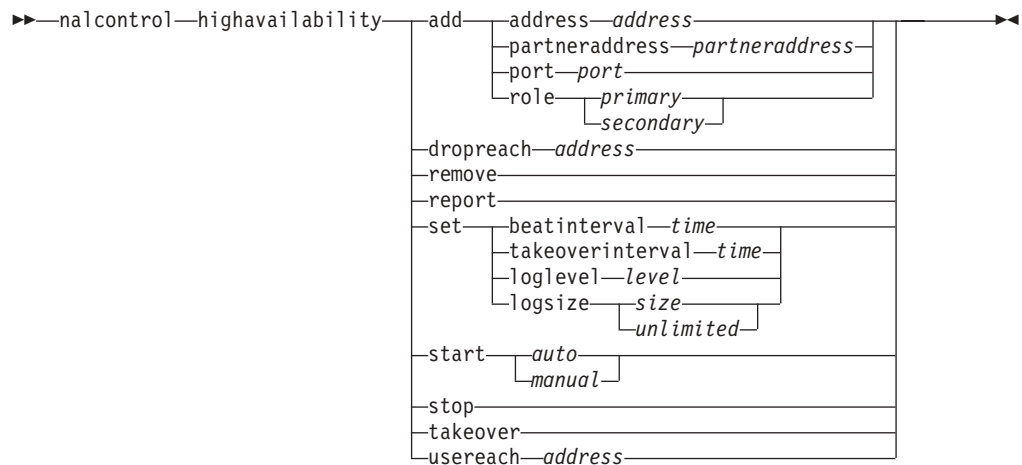 nalcontrol highavailability add address address
partneraddress partneraddress
port port
role primary
secondary
dropreach address
remove
report
set beatinterval time
takeoverinterval time
loglevel level
logsize size
unlimited
start auto
manual
stop
takeover
usereach address